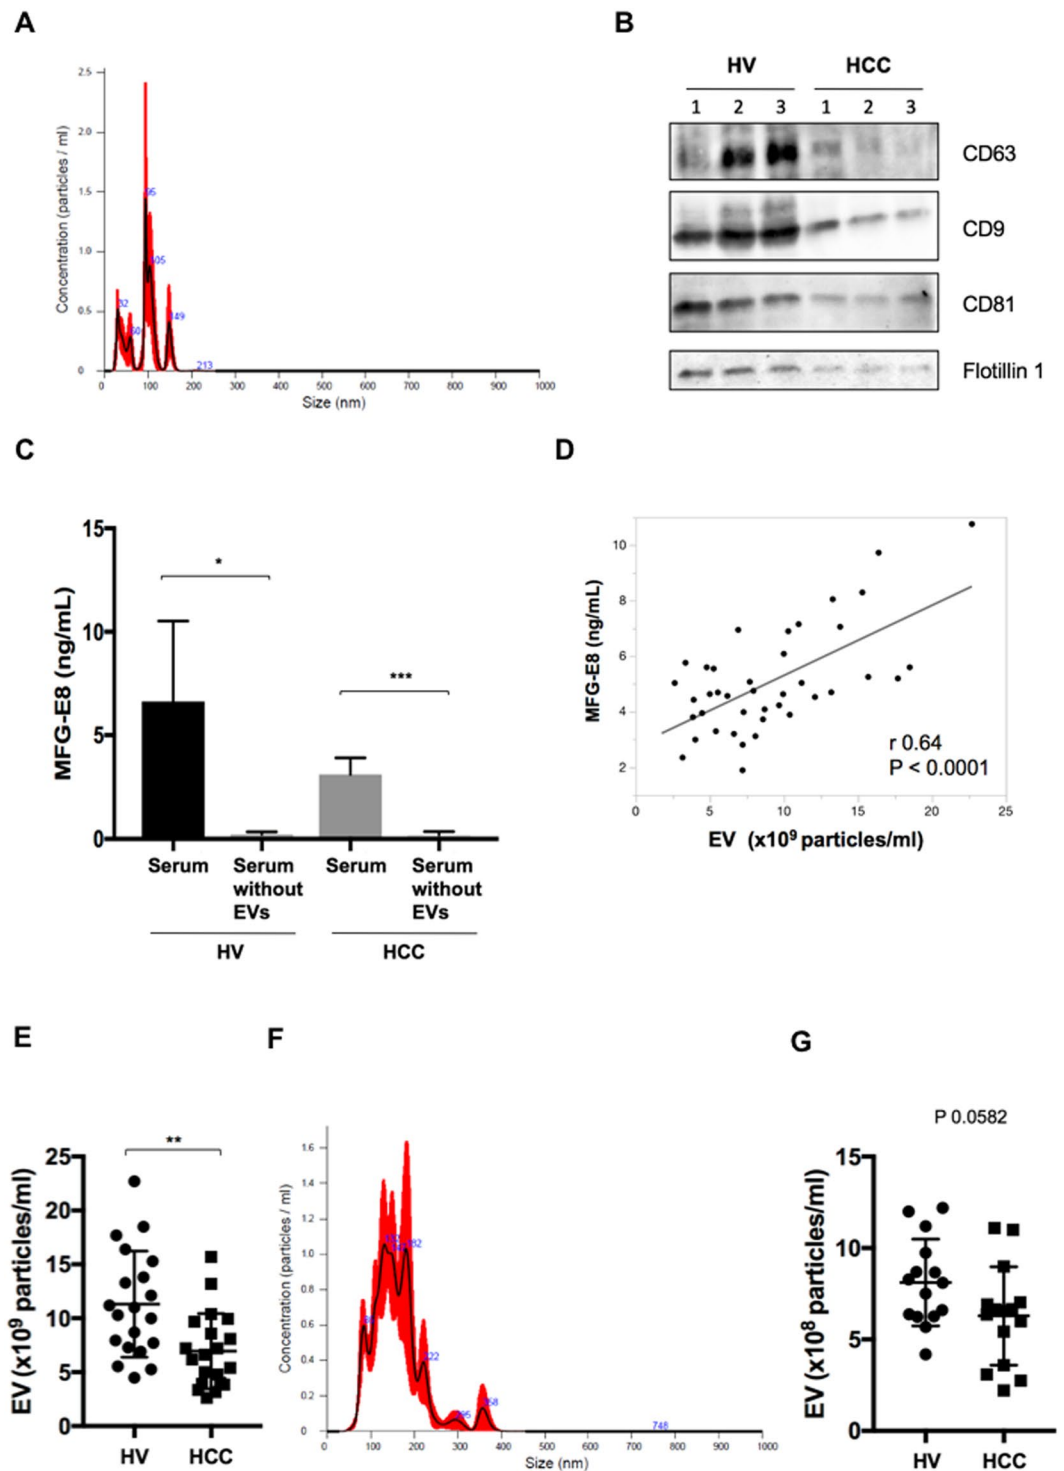 A
2.5
2.0
1.5
1.0
0.5
0
Concentration (particles / ml)
32
60
95
105
149
213
0 100 200 300 400 500 600 700 800 900 1000
Size (nm)
B
HV HCC
1 2 3 1 2 3
CD63
CD9
CD81
Flotillin 1
C
MFG-E8 (ng/mL)
15
10
5
0
*
***
Serum Serum without EVs Serum Serum without EVs
HV HCC
D
MFG-E8 (ng/mL)
10
8
6
4
2
r 0.64
P < 0.0001
0 5 10 15 20 25
EV (x10⁹ particles/ml)
E
EV (x10⁹ particles/ml)
25
20
15
10
5
0
**
HV HCC
F
Concentration (particles / ml)
1.6
1.4
1.2
1.0
0.8
0.6
0.4
0.2
0
182
222
295
358
748
0 100 200 300 400 500 600 700 800 900 1000
Size (nm)
G
P 0.0582
EV (x10⁸ particles/ml)
15
10
5
0
HV HCC